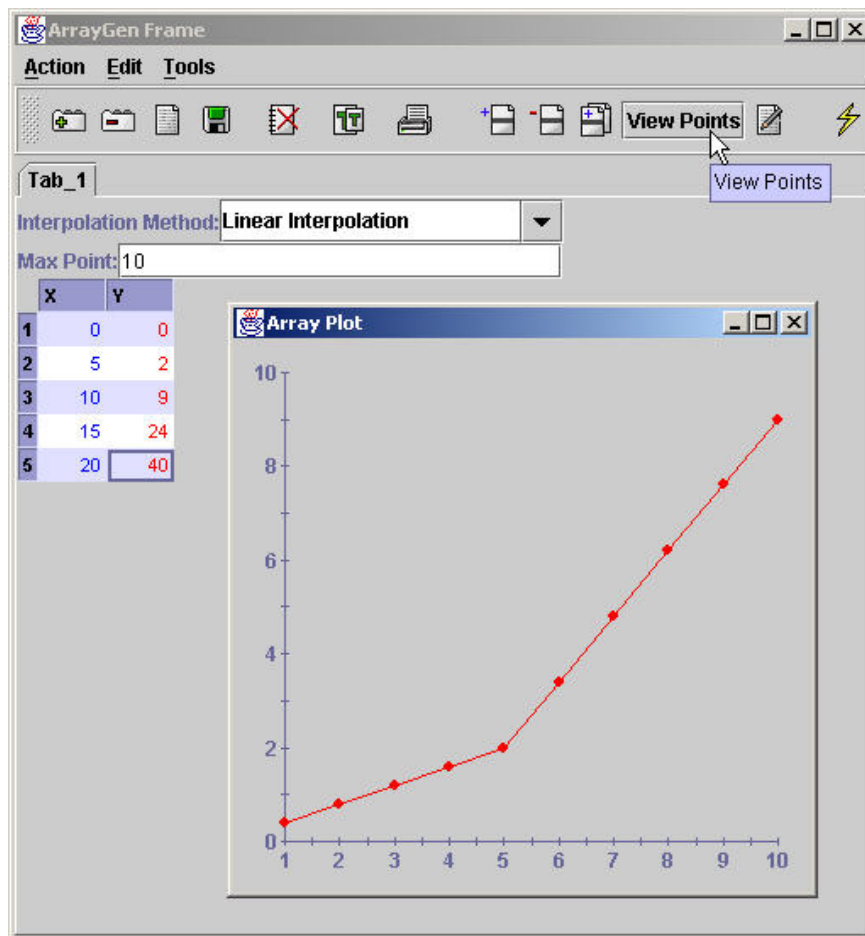 ArrayGen Frame
Action Edit Tools
View Points
View Points
Tab_1
Interpolation Method: Linear Interpolation
Max Point: 10
X Y
1 0 0
2 5 2
3 10 9
4 15 24
5 20 40
Array Plot
10
8
6
4
2
0
1 2 3 4 5 6 7 8 9 10